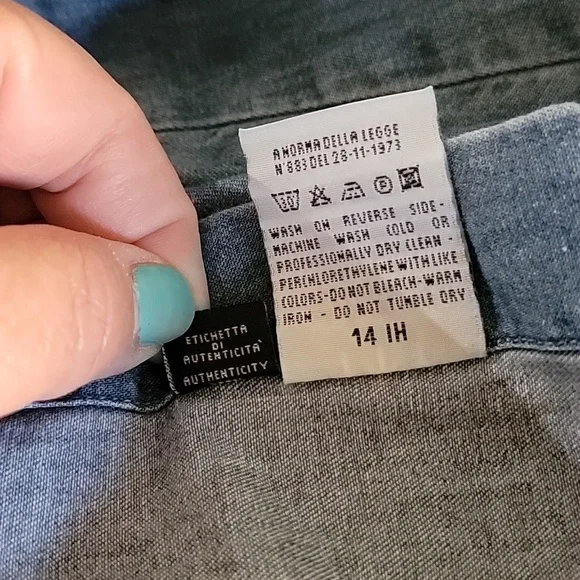 A NORMA DELLA LEGGE
N°883 DEL 28-11-1973
30
P
WASH ON REVERSE SIDE-
MACHINE WASH COLD OR
PROFESSIONALLY DRY CLEAN -
PERCHLORETHYLENE WITH LIKE
COLORS-DO NOT BLEACH-WARM
IRON - DO NOT TUMBLE DRY
14 IH
ETICHETTA
DI
AUTENTICITA'
AUTHENTICITY